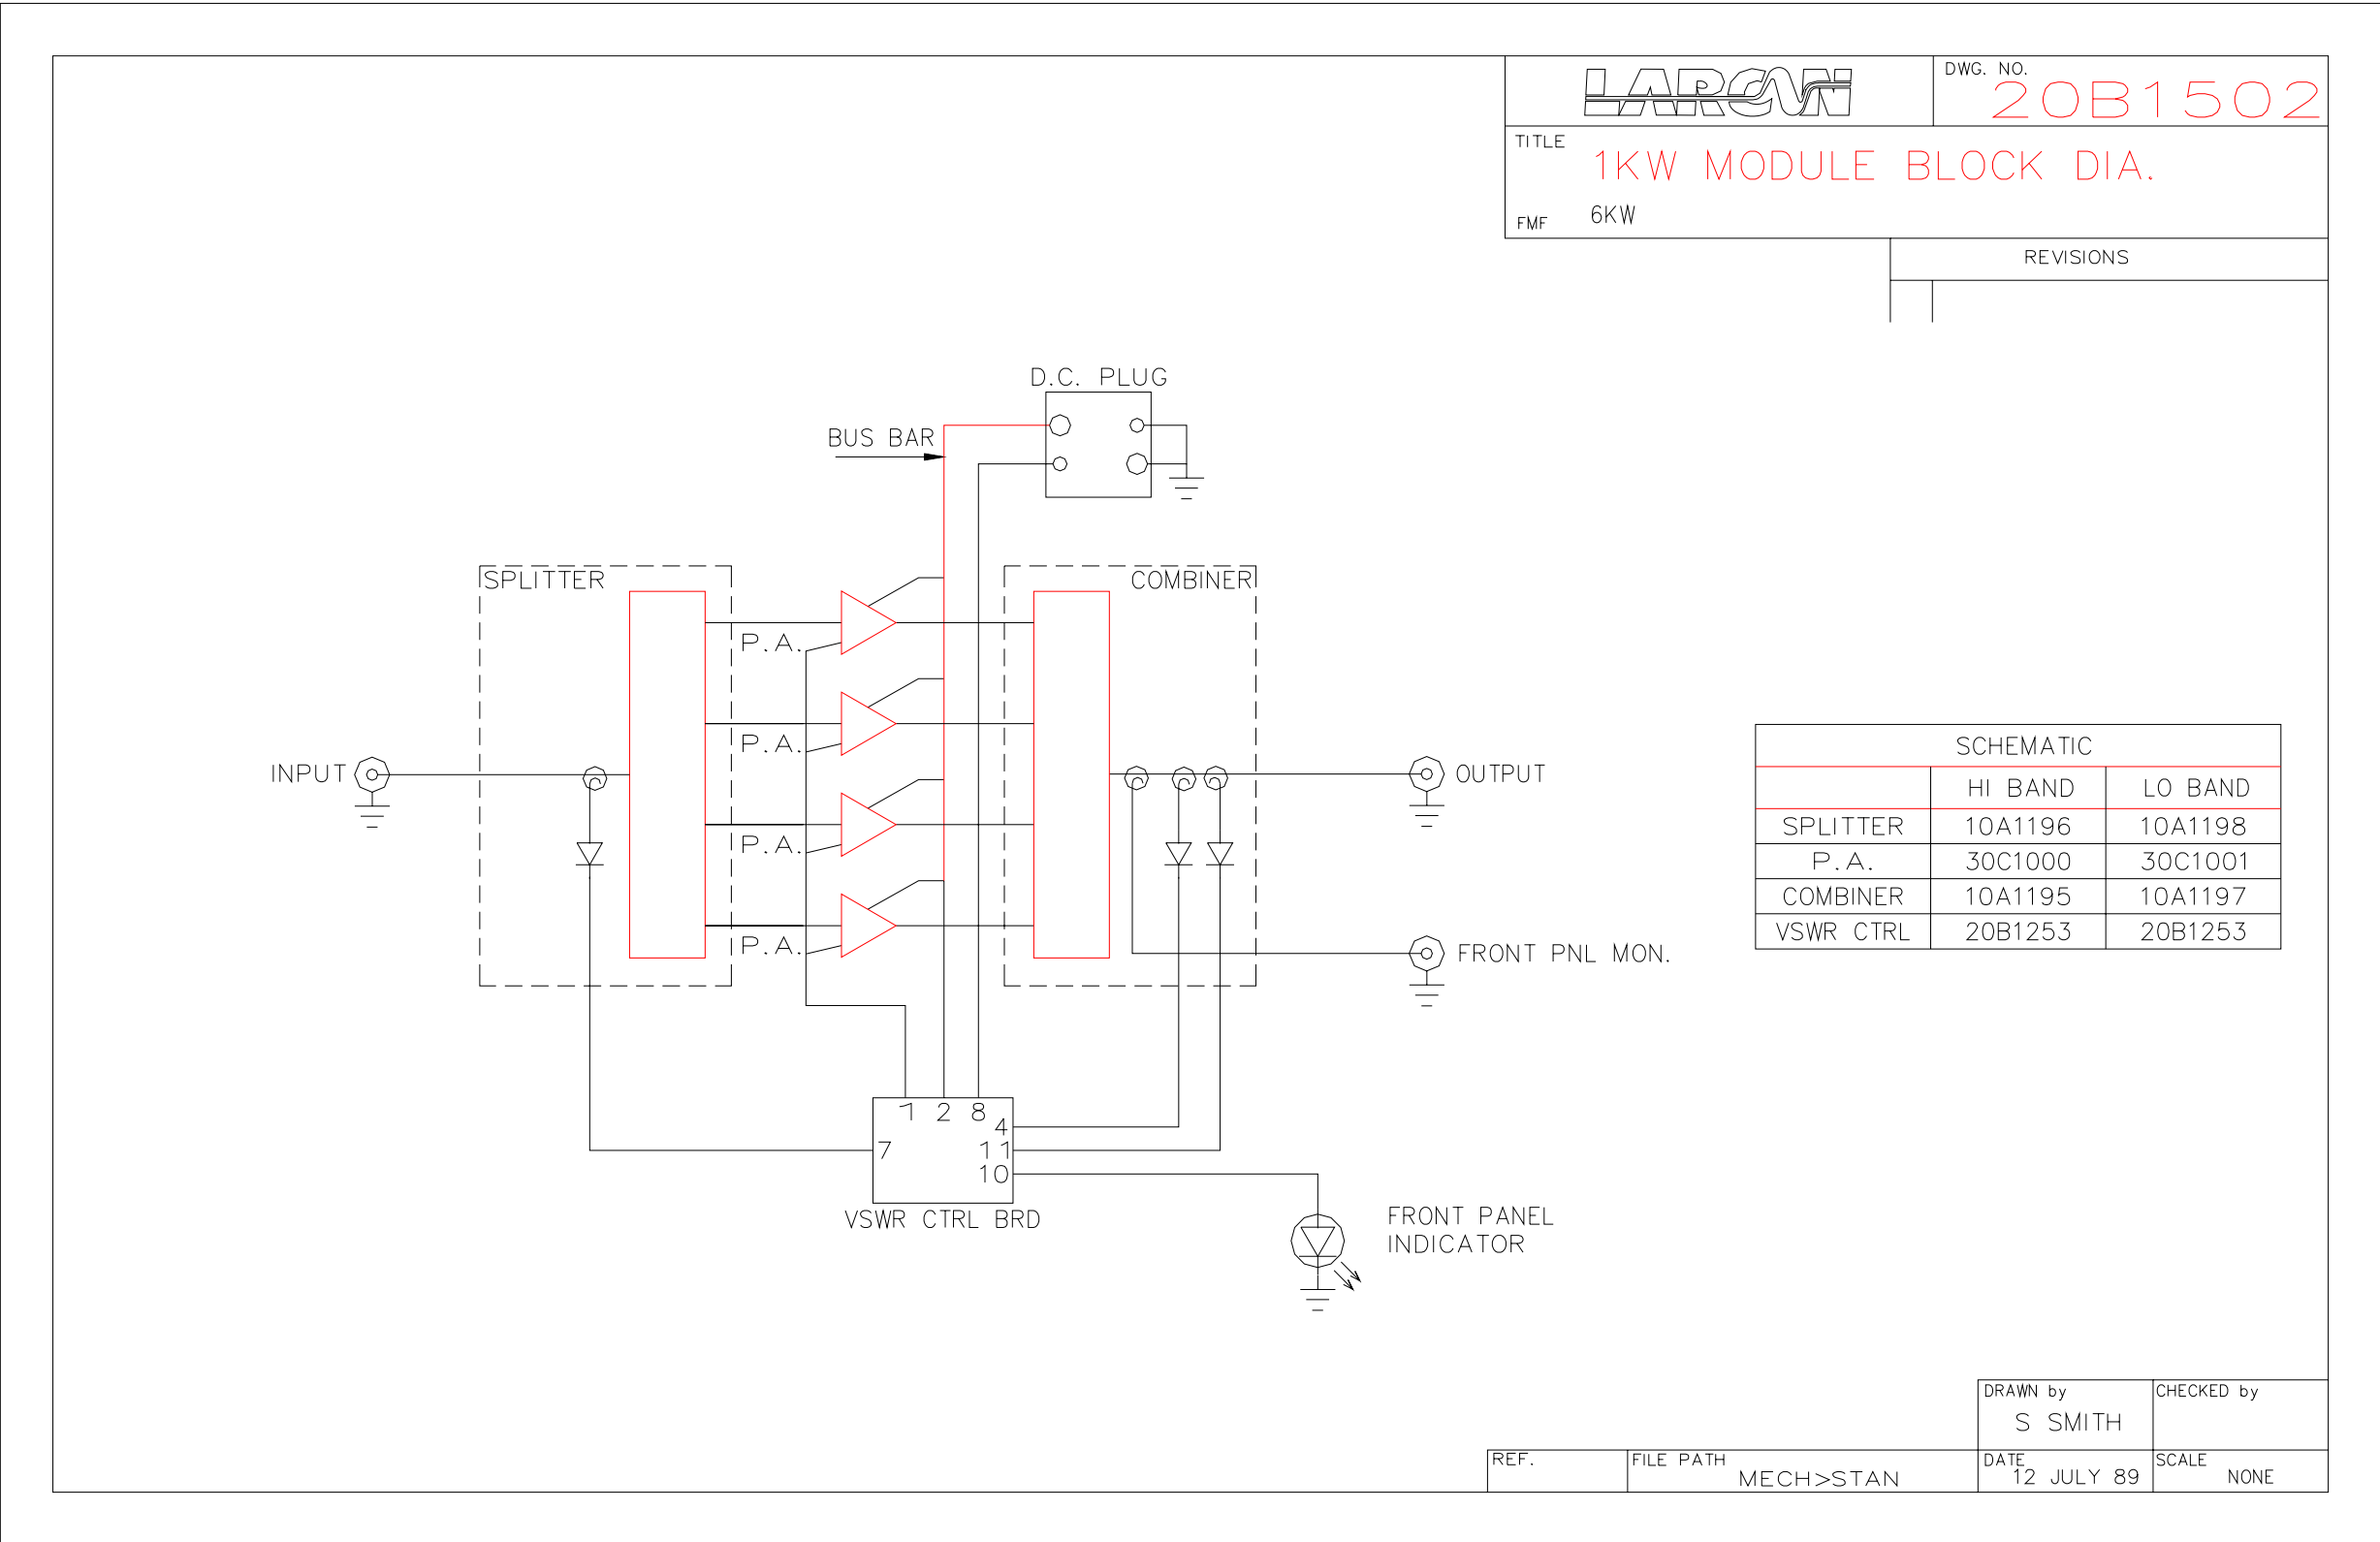 LARCAN
DWG. NO.
20B1502
TITLE
1KW MODULE BLOCK DIA.
FMF 6KW
REVISIONS
D.C. PLUG
BUS BAR
SPLITTER
COMBINER
P.A.
P.A.
P.A.
P.A.
INPUT
OUTPUT
FRONT PNL MON.
SCHEMATIC
HI BAND LO BAND
SPLITTER 10A1196 10A1198
P.A. 30C1000 30C1001
COMBINER 10A1195 10A1197
VSWR CTRL 20B1253 20B1253
1 2 8
4
7 11
10
VSWR CTRL BRD
FRONT PANEL
INDICATOR
DRAWN by
S SMITH
CHECKED by
REF.
FILE PATH
MECH>STAN
DATE
12 JULY 89
SCALE
NONE